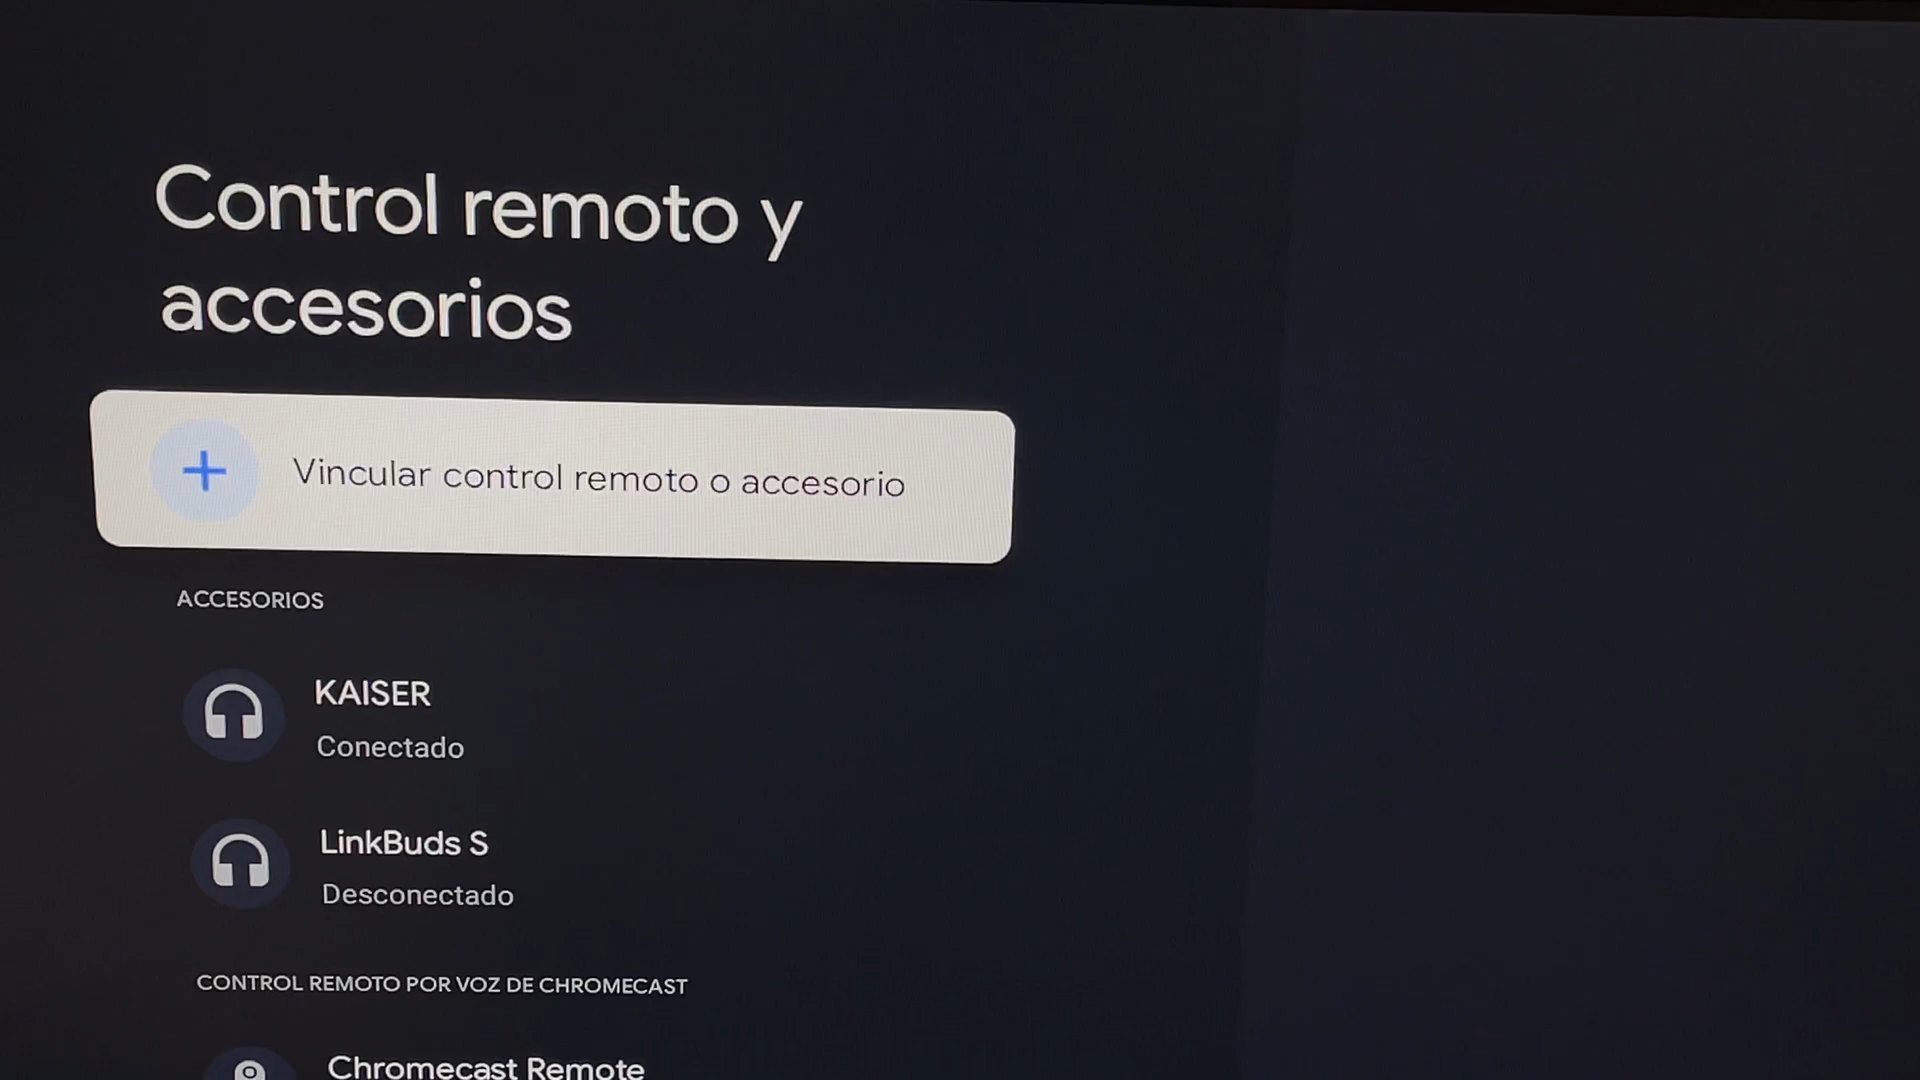 Control remoto y
accesorios
Vincular control remoto o accesorio
ACCESORIOS
KAISER
Conectado
LinkBuds S
Desconectado
CONTROL REMOTO POR VOZ DE CHROMECAST
Chromecast Remote